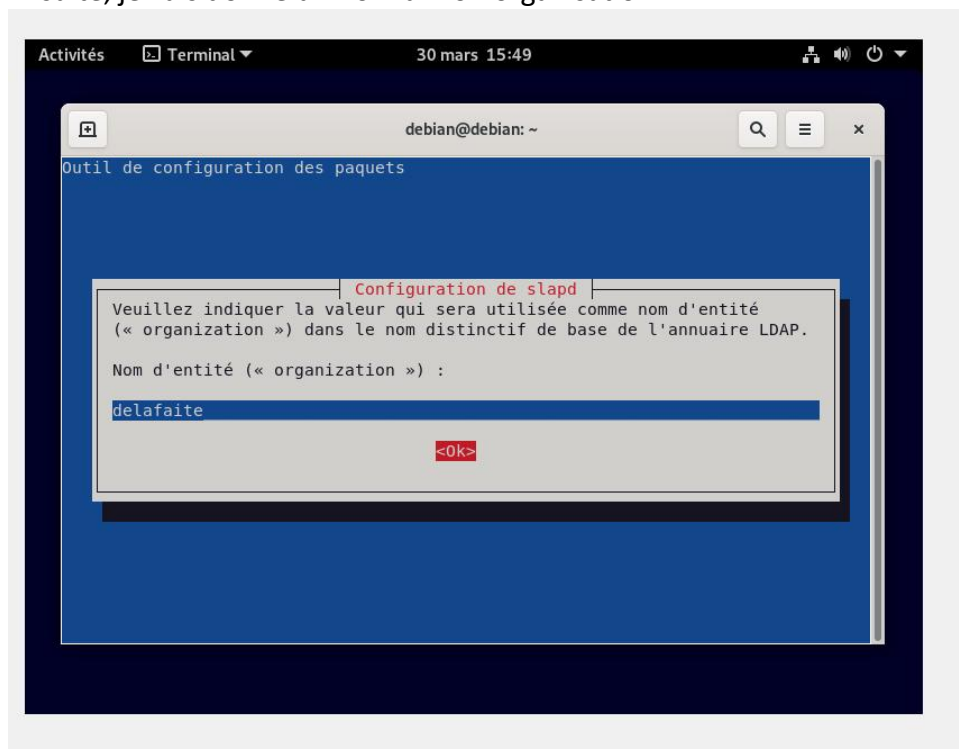 Activités Terminal 30 mars 15:49
debian@debian: ~
Outil de configuration des paquets
Configuration de slapd
Veuillez indiquer la valeur qui sera utilisée comme nom d'entité
(« organization ») dans le nom distinctif de base de l'annuaire LDAP.
Nom d'entité (« organization ») :
delafaite
<Ok>